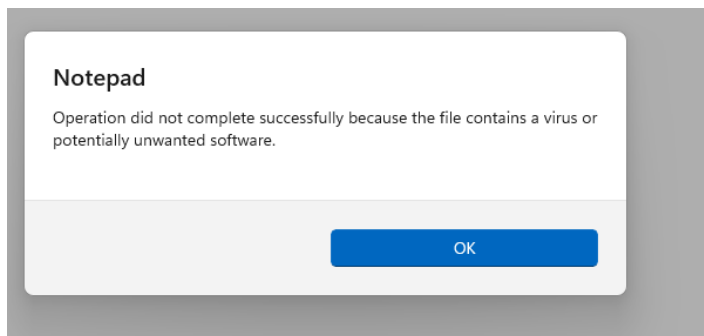 Notepad
Operation did not complete successfully because the file contains a virus or
potentially unwanted software.
OK